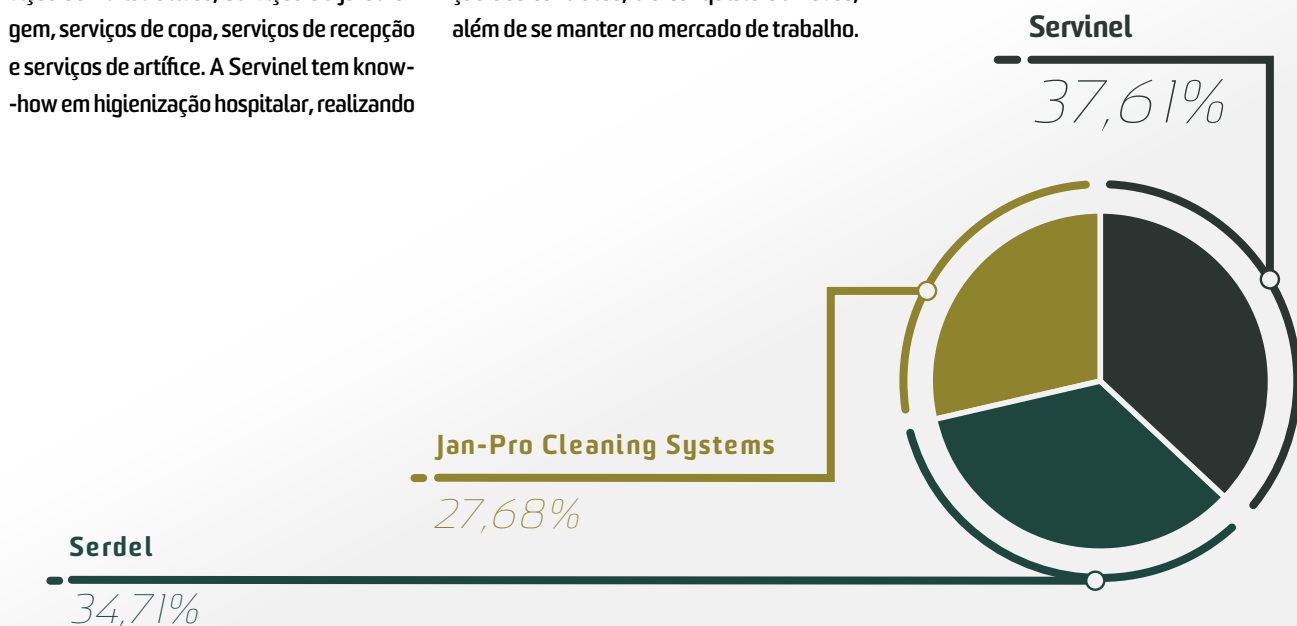 gem, serviços de copa, serviços de recepção
e serviços de artífice. A Servinel tem know-
-how em higienização hospitalar, realizando
além de se manter no mercado de trabalho.
Servinel
37,61%
Jan-Pro Cleaning Systems
27,68%
Serdel
34,71%